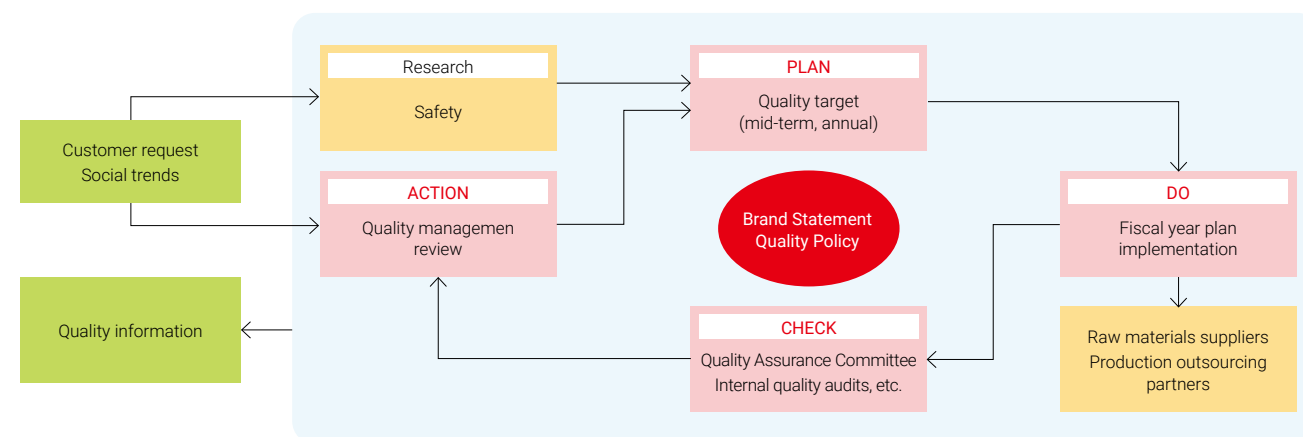 Customer request
Social trends
Quality information
Research
Safety
ACTION
Quality managemen
review
PLAN
Quality target
(mid-term, annual)
Brand Statement
Quality Policy
CHECK
Quality Assurance Committee
Internal quality audits, etc.
DO
Fiscal year plan
implementation
Raw materials suppliers
Production outsourcing
partners